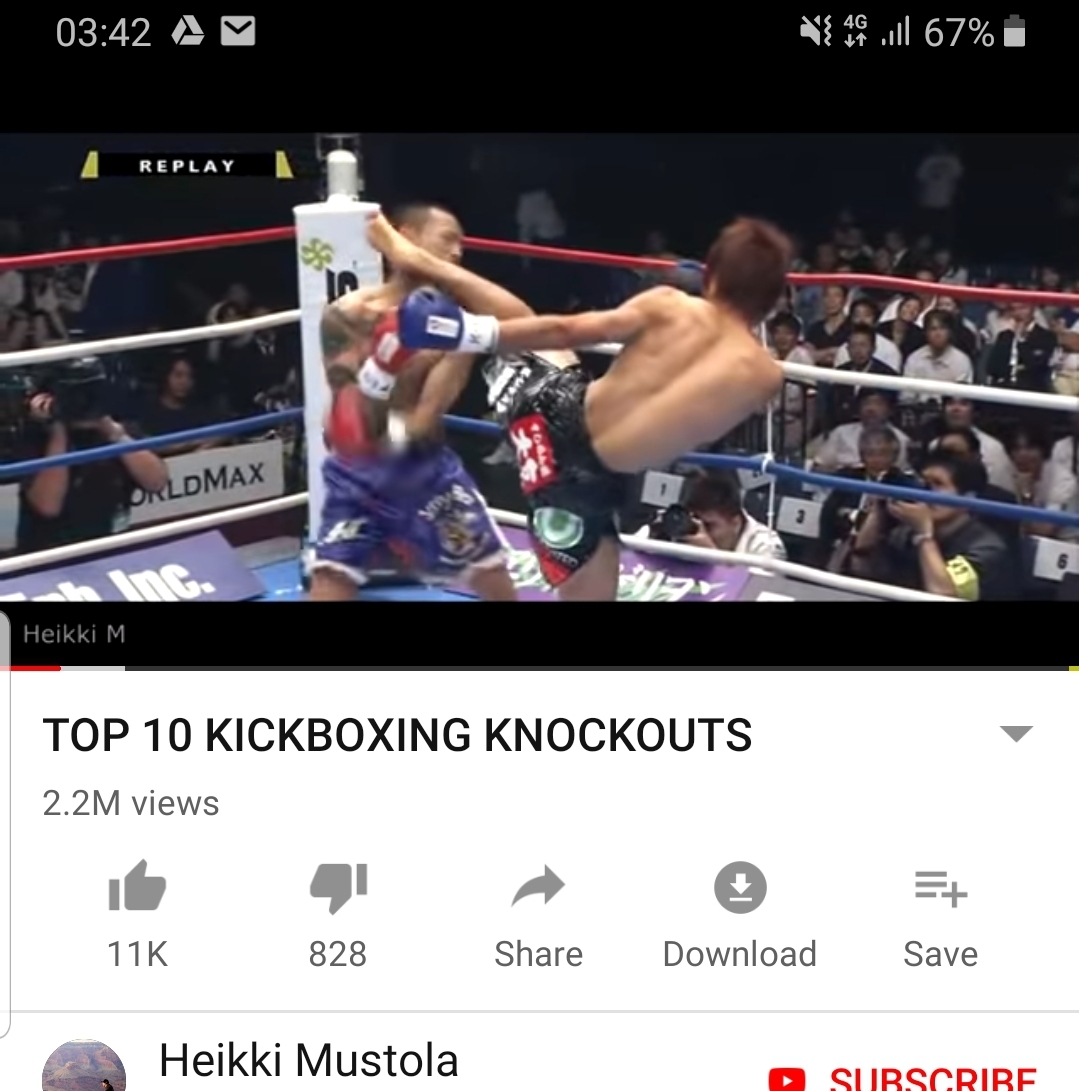 03:42
4G
67%
REPLAY
ORLDMAX
1
3
6
Inc.
Heikki M
TOP 10 KICKBOXING KNOCKOUTS
2.2M views
11K
828
Share
Download
Save
Heikki Mustola
SUBSCRIBE